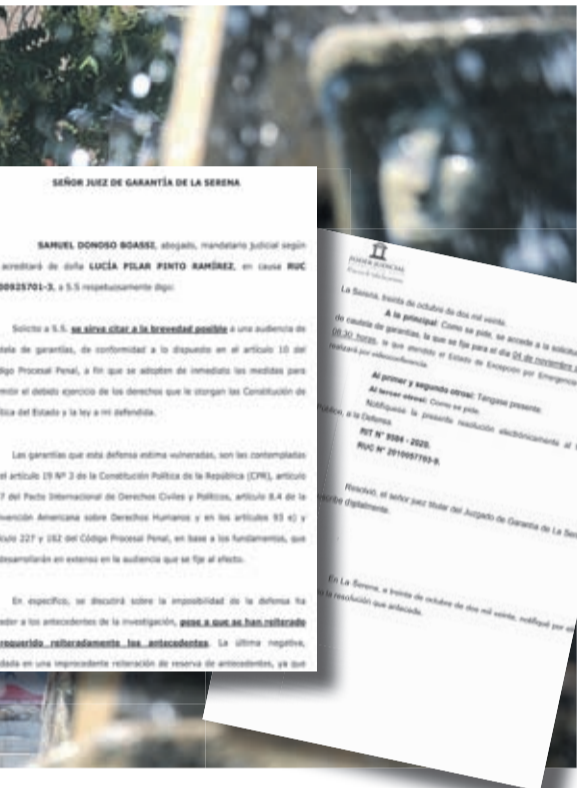 SEÑOR JUEZ DE GARANTÍA DE LA SERENA
SAMUEL DONOSO BOASSI, abogado, mandatario judicial según
acreditará de doña LUCÍA PILAR PINTO RAMÍREZ, en causa RUC
00925701-3, a S.S respetuosamente digo:
Solicito a S.S. se sirva citar a la brevedad posible a una audiencia de
tela de garantías, de conformidad a lo dispuesto en el artículo 10 del
digo Procesal Penal, a fin que se adopten de inmediato las medidas para
mitir el debido ejercicio de los derechos que le otorgan las Constitución de
ítica del Estado y la ley a mi defendida.
Las garantías que esta defensa estima vulneradas, son las contempladas
el artículo 19 Nº 3 de la Constitución Política de la República (CPR), artículo
7 del Pacto Internacional de Derechos Civiles y Políticos, artículo 8.4 de la
nvención Americana sobre Derechos Humanos y en los artículos 93 e) y
culo 227 y 182 del Código Procesal Penal, en base a los fundamentos, que
desarrollarán en extenso en la audiencia que se fije al efecto.
En específico, se discutirá sobre la imposibilidad de la defensa ha
eder a los antecedentes de la investigación, pese a que se han reiterado
requerido reiteradamente los antecedentes. La última negativa,
dada en una improcedente reiteración de reserva de antecedentes, ya que
PODER JUDICIAL
La Serena, treinta de octubre de dos mil veinte.
A lo principal: Como se pide, se accede a la solicitu
de cautela de garantías, la que se fija para el día 04 de noviembre
08:30 horas, lo que atendido el Estado de Excepción por Emergenci
realizará por videoconferencia.
Al primer y segundo otrosí: Téngase presente.
Al tercer otrosí: Como se pide.
Notifíquese la presente resolución electrónicamente al
Público, a la Defensa.
RIT N° 9584 - 2020.
RUC N° 2010057703-9.
Resolvió, el señor juez titular del Juzgado de Garantía de La Ser
scribe digitalmente.
En La Serena, a treinta de octubre de dos mil veinte, notifiqué por e
la resolución que antecede.